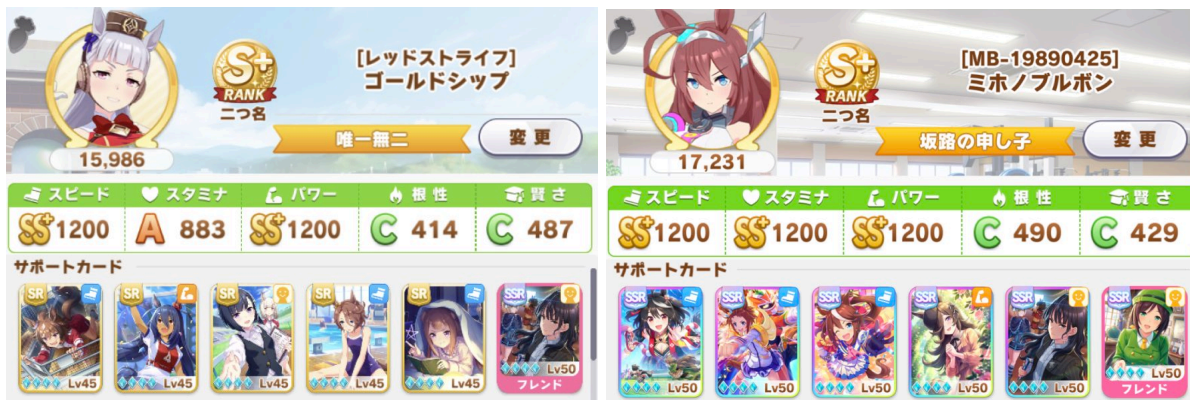 S+
RANK
二つ名
[レッドストライフ]
ゴールドシップ
唯一無二
変更
15,986
スピード スタミナ パワー 根性 賢さ
SS+ 1200 A 883 SS+ 1200 C 414 C 487
サポートカード
SR SR SR SR SR SSR
Lv45 Lv45 Lv45 Lv45 Lv45 Lv50
フレンド
S+
RANK
二つ名
[MB-19890425]
ミホノブルボン
坂路の申し子
変更
17,231
スピード スタミナ パワー 根性 賢さ
SS+ 1200 SS+ 1200 SS+ 1200 C 490 C 429
サポートカード
SSR SSR SSR SSR SSR SSR
Lv50 Lv50 Lv50 Lv50 Lv50 Lv50
フレンド